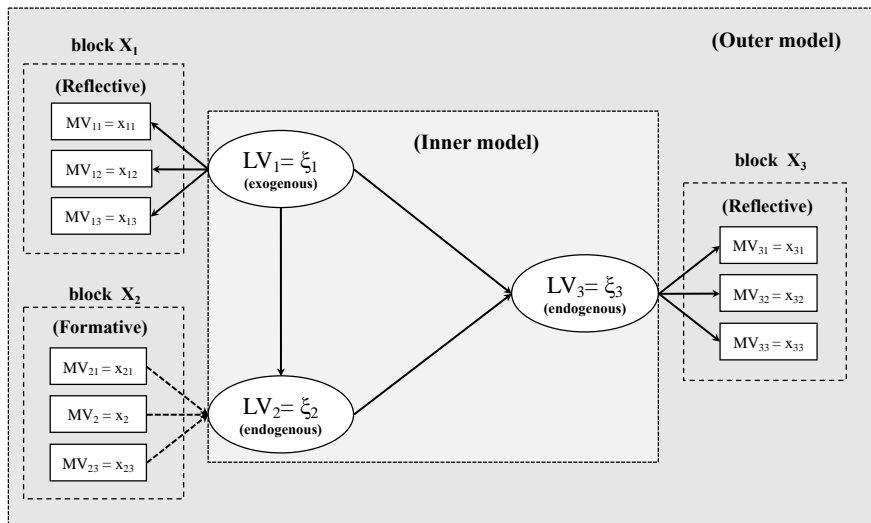 (Outer model)
block X₁
(Reflective)
MV₁₁ = x₁₁
MV₁₂ = x₁₂
MV₁₃ = x₁₃
(Inner model)
LV₁= ξ₁
(exogenous)
block X₃
(Reflective)
MV₃₁ = x₃₁
MV₃₂ = x₃₂
MV₃₃ = x₃₃
LV₃= ξ₃
(endogenous)
block X₂
(Formative)
MV₂₁ = x₂₁
MV₂ = x₂
MV₂₃ = x₂₃
LV₂= ξ₂
(endogenous)